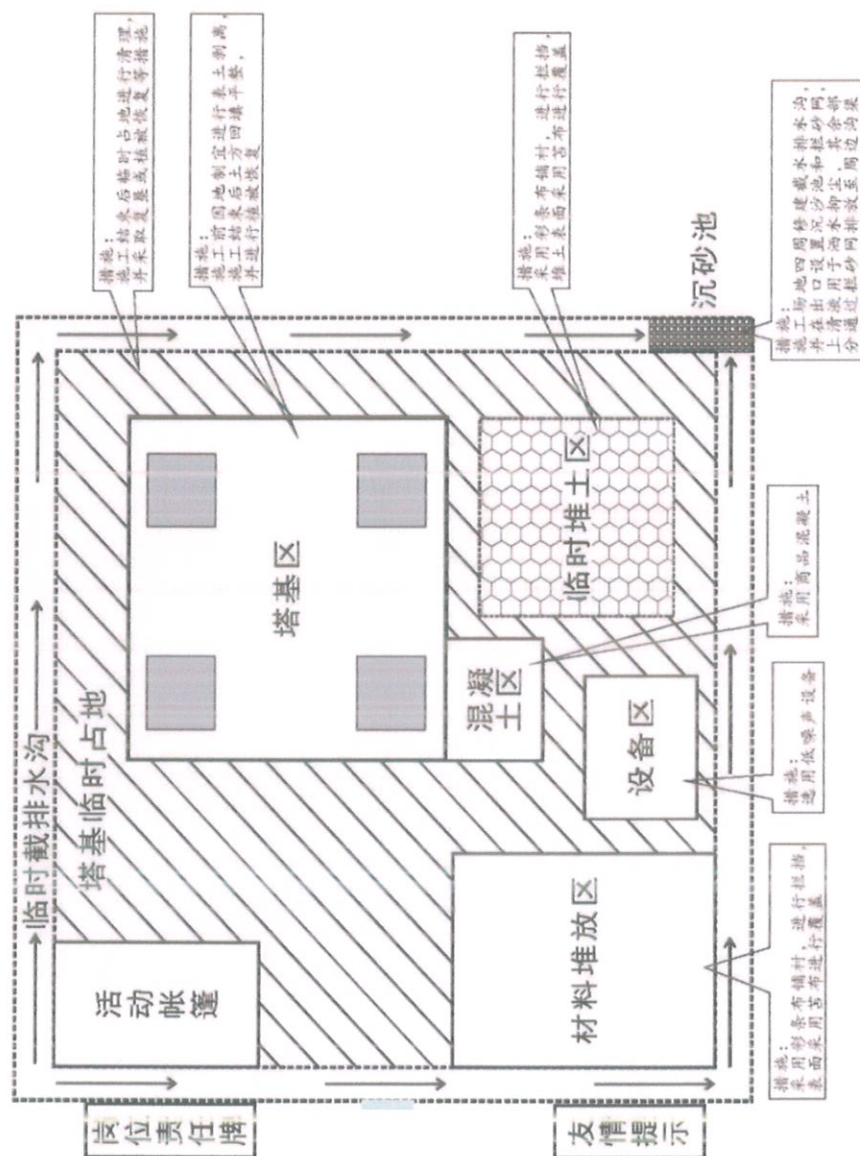 措施：
施工结束后临时占地进行清理，
并采取复垦或植被恢复等措施
措施：
施工前因地制宜进行表土剥离，
施工结束后土方回填平整，
并进行植被恢复
措施：
采用彩条布铺衬，进行拦挡，
堆土表面采用苫布进行覆盖
措施：
施工场地四周修建截水排水沟，
并在出口设置沉沙池和拦砂网，
上清液用于洒水抑尘，其余部
分通过拦砂网排放至周边沟渠
沉砂池
临时截排水沟
塔基临时占地
塔基区
临时堆土区
混凝
土区
设备区
活动
帐篷
材料堆放区
措施：
采用商品混凝土
措施：
选用低噪声设备
措施：
采用彩条布铺衬，进行拦挡，
表面采用苫布进行覆盖
岗位
责任
牌
友情
提示